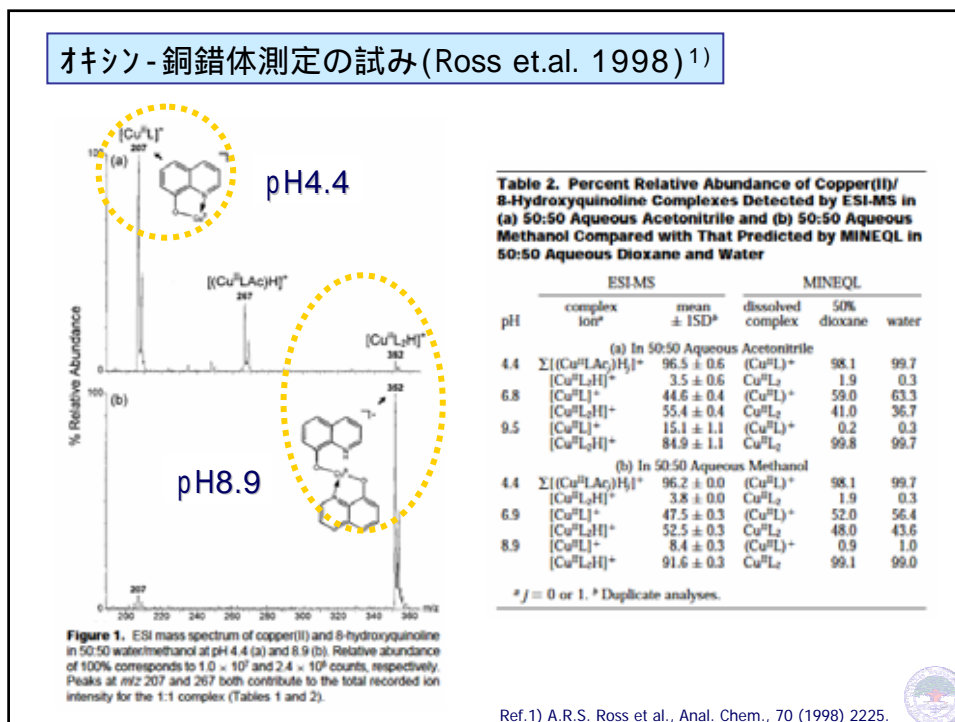 オキシン-銅錯体測定の試み(Ross et.al. 1998)1)
[CuIIL]+
100
207
(a)
pH4.4
[(CuIILAc)H]+
267
[CuIIL2H]+
352
0
100
352
(b)
% Relative Abundance
pH8.9
207
0
200 220 240 260 280 300 320 340 360 m/z
Figure 1. ESI mass spectrum of copper(II) and 8-hydroxyquinoline
in 50:50 water/methanol at pH 4.4 (a) and 8.9 (b). Relative abundance
of 100% corresponds to 1.0 × 10⁷ and 2.4 × 10⁶ counts, respectively.
Peaks at m/z 207 and 267 both contribute to the total recorded ion
intensity for the 1:1 complex (Tables 1 and 2).
Table 2. Percent Relative Abundance of Copper(II)/
8-Hydroxyquinoline Complexes Detected by ESI-MS in
(a) 50:50 Aqueous Acetonitrile and (b) 50:50 Aqueous
Methanol Compared with That Predicted by MINEQL in
50:50 Aqueous Dioxane and Water
ESI-MS MINEQL
complex mean dissolved 50%
pH ionᵃ ± 1SDᵇ complex dioxane water
(a) In 50:50 Aqueous Acetonitrile
4.4 Σ[(CuIILAcj)Hj]+ 96.5 ± 0.6 (CuIIL)+ 98.1 99.7
[CuIIL2H]+ 3.5 ± 0.6 CuIIL2 1.9 0.3
6.8 [CuIIL]+ 44.6 ± 0.4 (CuIIL)+ 59.0 63.3
[CuIIL2H]+ 55.4 ± 0.4 CuIIL2 41.0 36.7
9.5 [CuIIL]+ 15.1 ± 1.1 (CuIIL)+ 0.2 0.3
[CuIIL2H]+ 84.9 ± 1.1 CuIIL2 99.8 99.7
(b) In 50:50 Aqueous Methanol
4.4 Σ[(CuIILAcj)Hj]+ 96.2 ± 0.0 (CuIIL)+ 98.1 99.7
[CuIIL2H]+ 3.8 ± 0.0 CuIIL2 1.9 0.3
6.9 [CuIIL]+ 47.5 ± 0.3 (CuIIL)+ 52.0 56.4
[CuIIL2H]+ 52.5 ± 0.3 CuIIL2 48.0 43.6
8.9 [CuIIL]+ 8.4 ± 0.3 (CuIIL)+ 0.9 1.0
[CuIIL2H]+ 91.6 ± 0.3 CuIIL2 99.1 99.0
ᵃ j = 0 or 1. ᵇ Duplicate analyses.
Ref.1) A.R.S. Ross et al., Anal. Chem., 70 (1998) 2225.